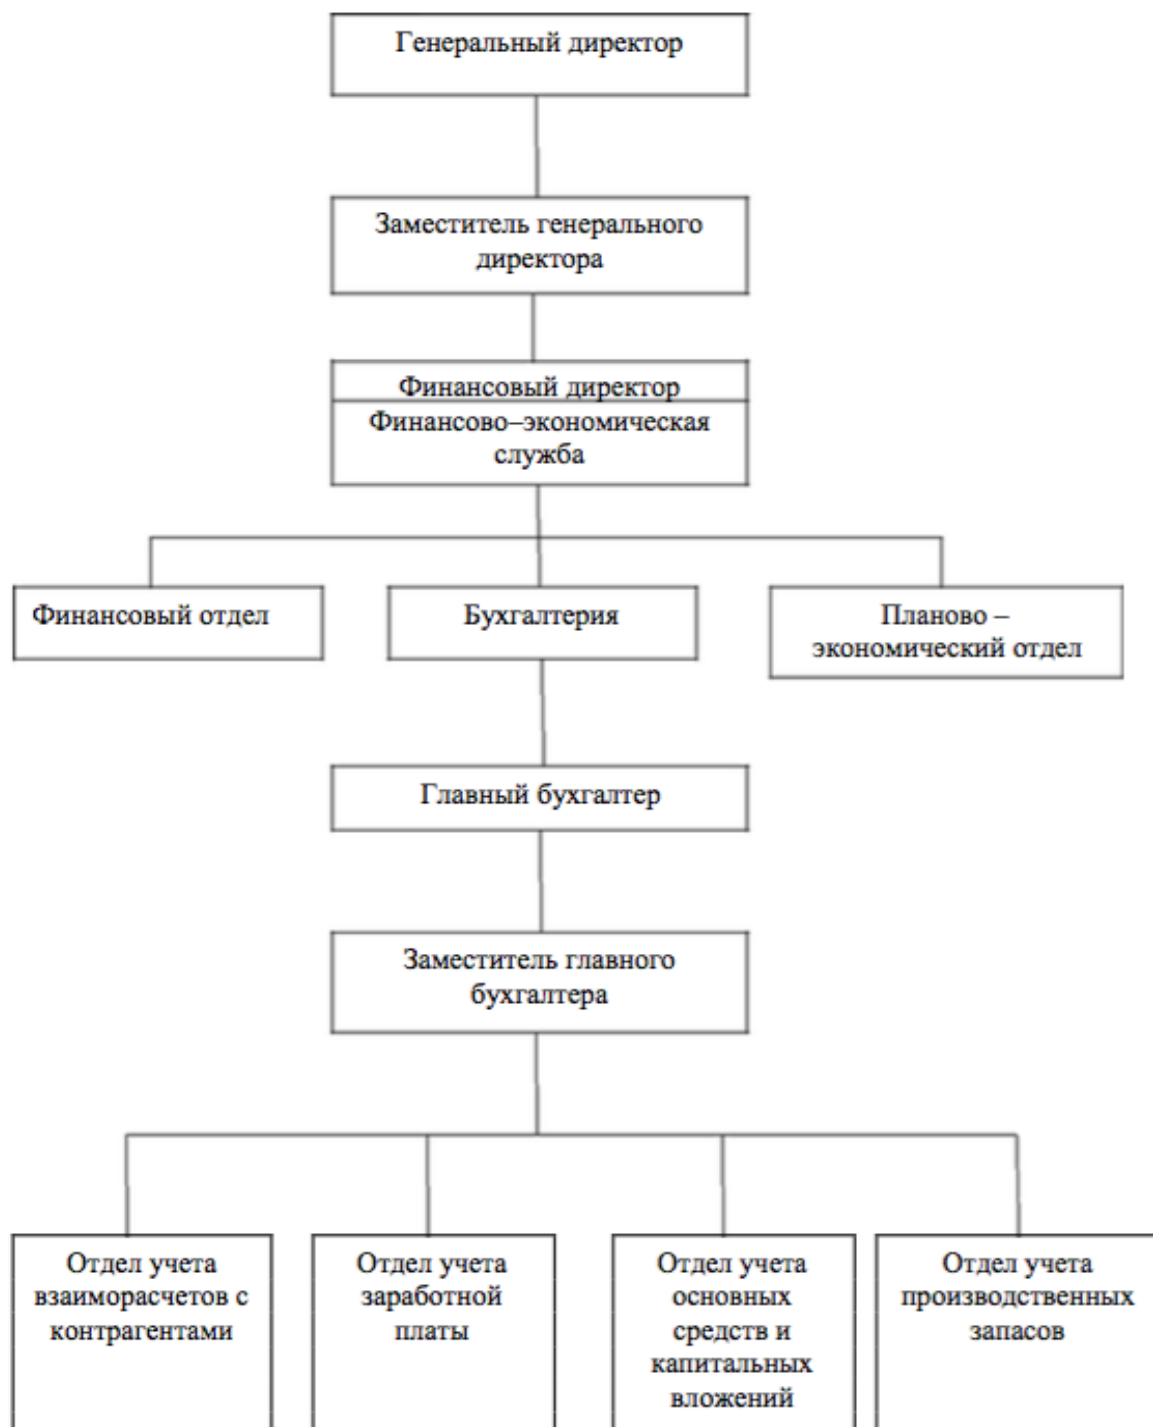 Генеральный директор
Заместитель генерального
директора
Финансовый директор
Финансово–экономическая
служба
Финансовый отдел
Бухгалтерия
Планово –
экономический отдел
Главный бухгалтер
Заместитель главного
бухгалтера
Отдел учета
взаиморасчетов с
контрагентами
Отдел учета
заработной
платы
Отдел учета
основных
средств и
капитальных
вложений
Отдел учета
производственных
запасов